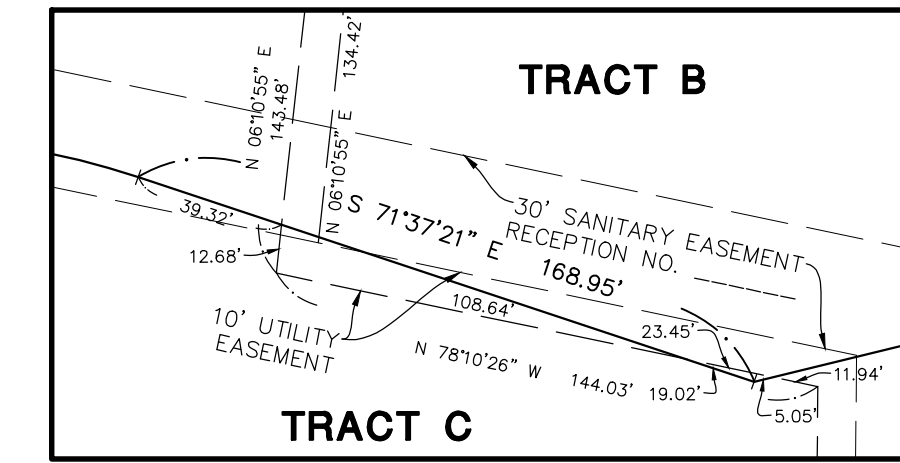 TRACT B
N 06°10'55" E
143.48'
134.42'
N 06°10'55" E
S 71°37'21" E 168.95'
30' SANITARY EASEMENT
RECEPTION NO.
39.32'
12.68'
10' UTILITY
EASEMENT
108.64'
23.45'
N 78°10'26" W 144.03'
19.02'
11.94'
5.05'
TRACT C